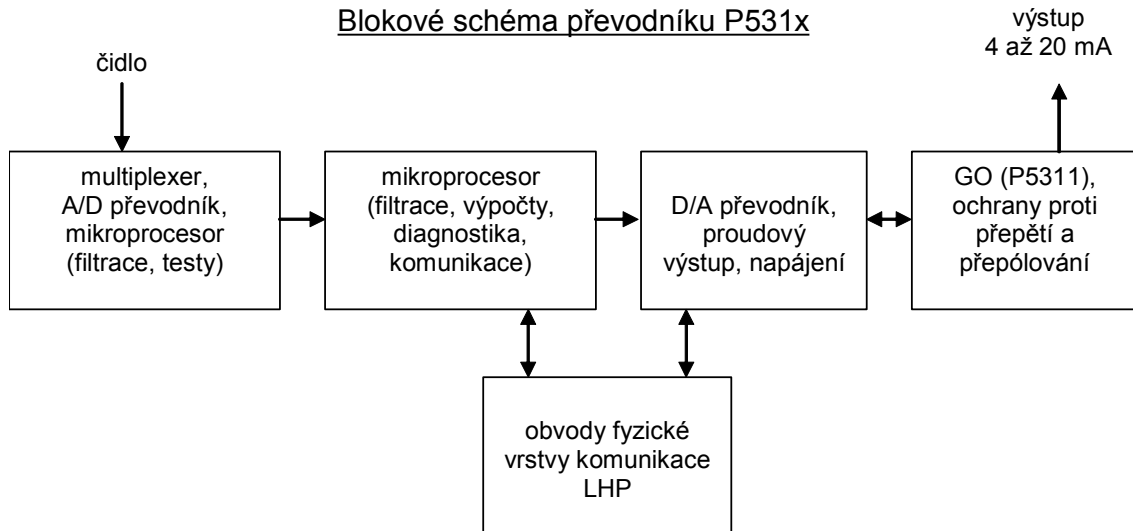 Blokové schéma převodníku P531x
výstup
4 až 20 mA
čidlo
multiplexer,
A/D převodník,
mikroprocesor
(filtrace, testy)
mikroprocesor
(filtrace, výpočty,
diagnostika,
komunikace)
D/A převodník,
proudový
výstup, napájení
GO (P5311),
ochrany proti
přepětí a
přepólování
obvody fyzické
vrstvy komunikace
LHP